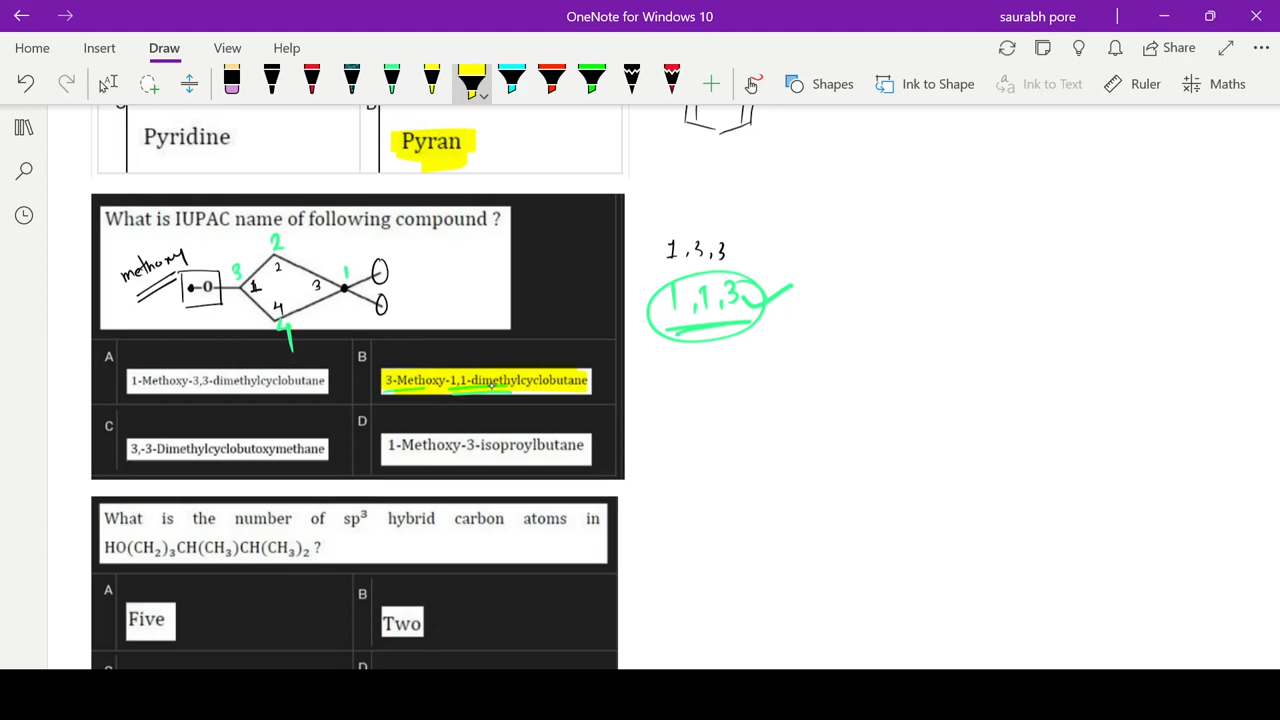 OneNote for Windows 10
saurabh pore
Home Insert Draw View Help
Share
Shapes Ink to Shape Ink to Text Ruler Maths
Pyridine
D
Pyran
What is IUPAC name of following compound ?
methoxy
O
3
1
2
2
3
1
4
4
1,3,3
1,1,3
A
1-Methoxy-3,3-dimethylcyclobutane
B
3-Methoxy-1,1-dimethylcyclobutane
C
3,-3-Dimethylcyclobutoxymethane
D
1-Methoxy-3-isoproylbutane
What is the number of sp³ hybrid carbon atoms in
HO(CH₂)₃CH(CH₃)CH(CH₃)₂ ?
A
Five
B
Two
D